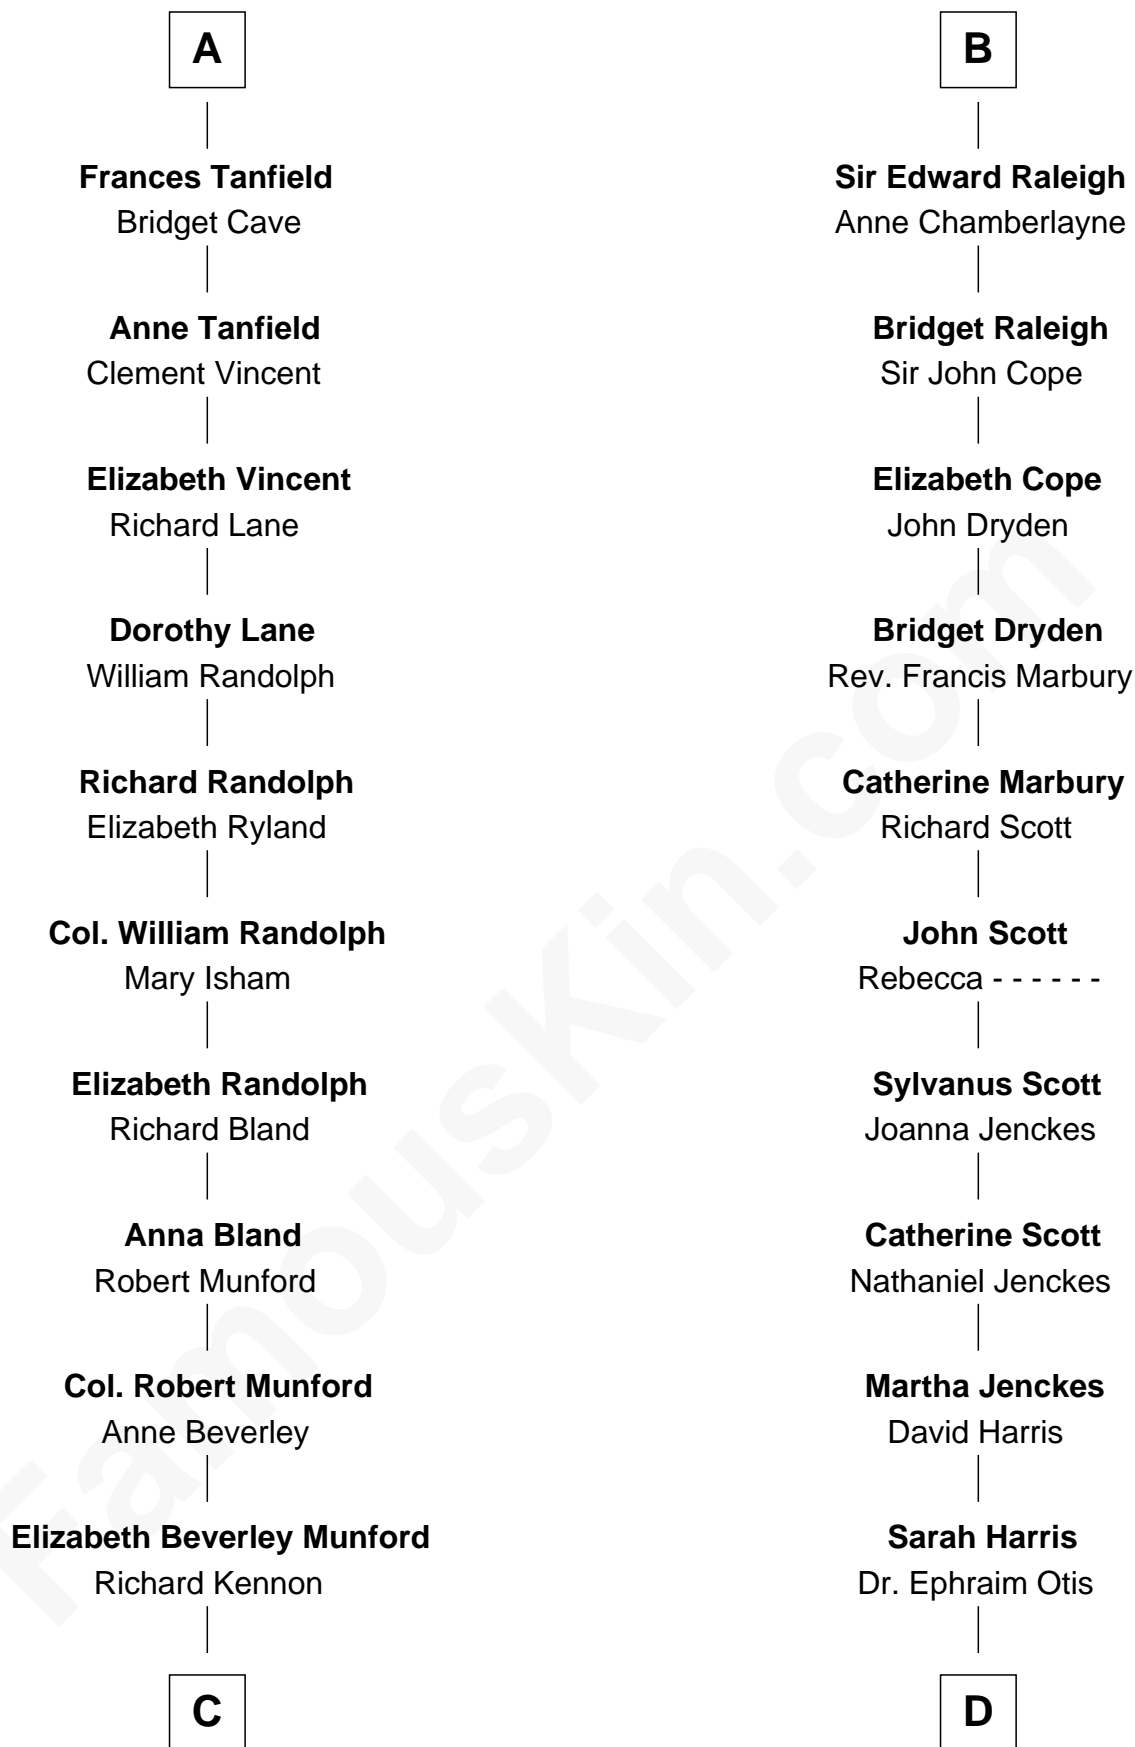 A
Frances Tanfield
Bridget Cave
Anne Tanfield
Clement Vincent
Elizabeth Vincent
Richard Lane
Dorothy Lane
William Randolph
Richard Randolph
Elizabeth Ryland
Col. William Randolph
Mary Isham
Elizabeth Randolph
Richard Bland
Anna Bland
Robert Munford
Col. Robert Munford
Anne Beverley
Elizabeth Beverley Munford
Richard Kennon
C
B
Sir Edward Raleigh
Anne Chamberlayne
Bridget Raleigh
Sir John Cope
Elizabeth Cope
John Dryden
Bridget Dryden
Rev. Francis Marbury
Catherine Marbury
Richard Scott
John Scott
Rebecca - - - - - -
Sylvanus Scott
Joanna Jenckes
Catherine Scott
Nathaniel Jenckes
Martha Jenckes
David Harris
Sarah Harris
Dr. Ephraim Otis
D
FamousKin.com